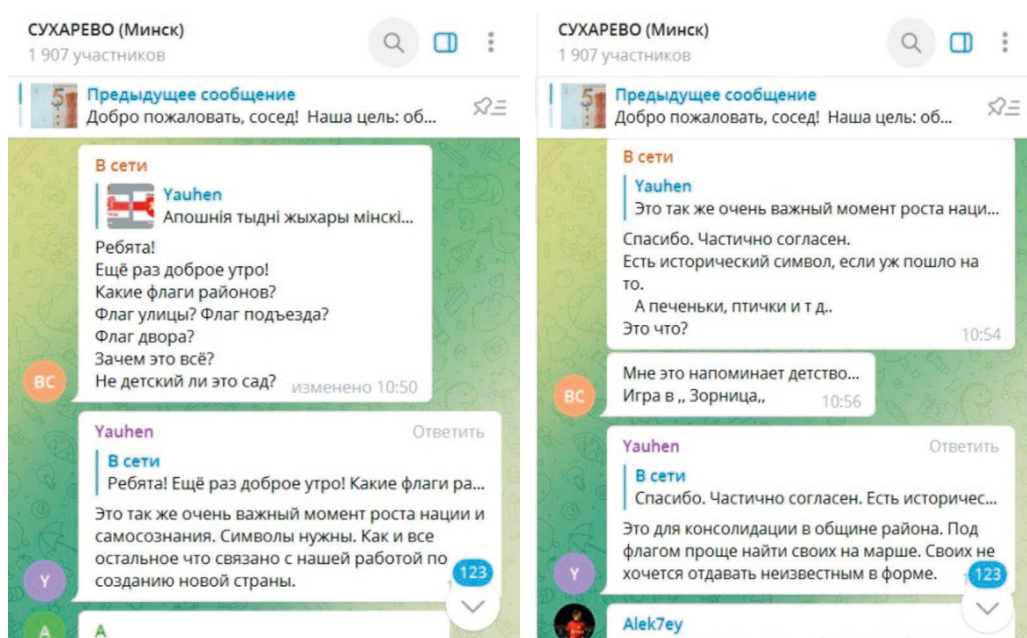 СУХАРЕВО (Минск)
1 907 участников
Предыдущее сообщение
Добро пожаловать, сосед! Наша цель: об...
В сети
Yauhen
Апошнія тыдні жыхары мінскі...
Ребята!
Ещё раз доброе утро!
Какие флаги районов?
Флаг улицы? Флаг подъезда?
Флаг двора?
Зачем это всё?
Не детский ли это сад?
изменено 10:50
ВС
Yauhen
Ответить
В сети
Ребята! Ещё раз доброе утро! Какие флаги ра...
Это так же очень важный момент роста нации и
самосознания. Символы нужны. Как и все
остальное что связано с нашей работой по
созданию новой страны.
Y
123
A
A
СУХАРЕВО (Минск)
1 907 участников
5
Предыдущее сообщение
Добро пожаловать, сосед! Наша цель: об...
В сети
Yauhen
Это так же очень важный момент роста наци...
Спасибо. Частично согласен.
Есть исторический символ, если уж пошло на
то.
А печеньки, птички и т д..
Это что?
10:54
Мне это напоминает детство...
Игра в ,, Зорница,,
10:56
ВС
Yauhen
Ответить
В сети
Спасибо. Частично согласен. Есть историчес...
Это для консолидации в общине района. Под
флагом проще найти своих на марше. Своих не
хочется отдавать неизвестным в форме.
Y
123
Alek7ey